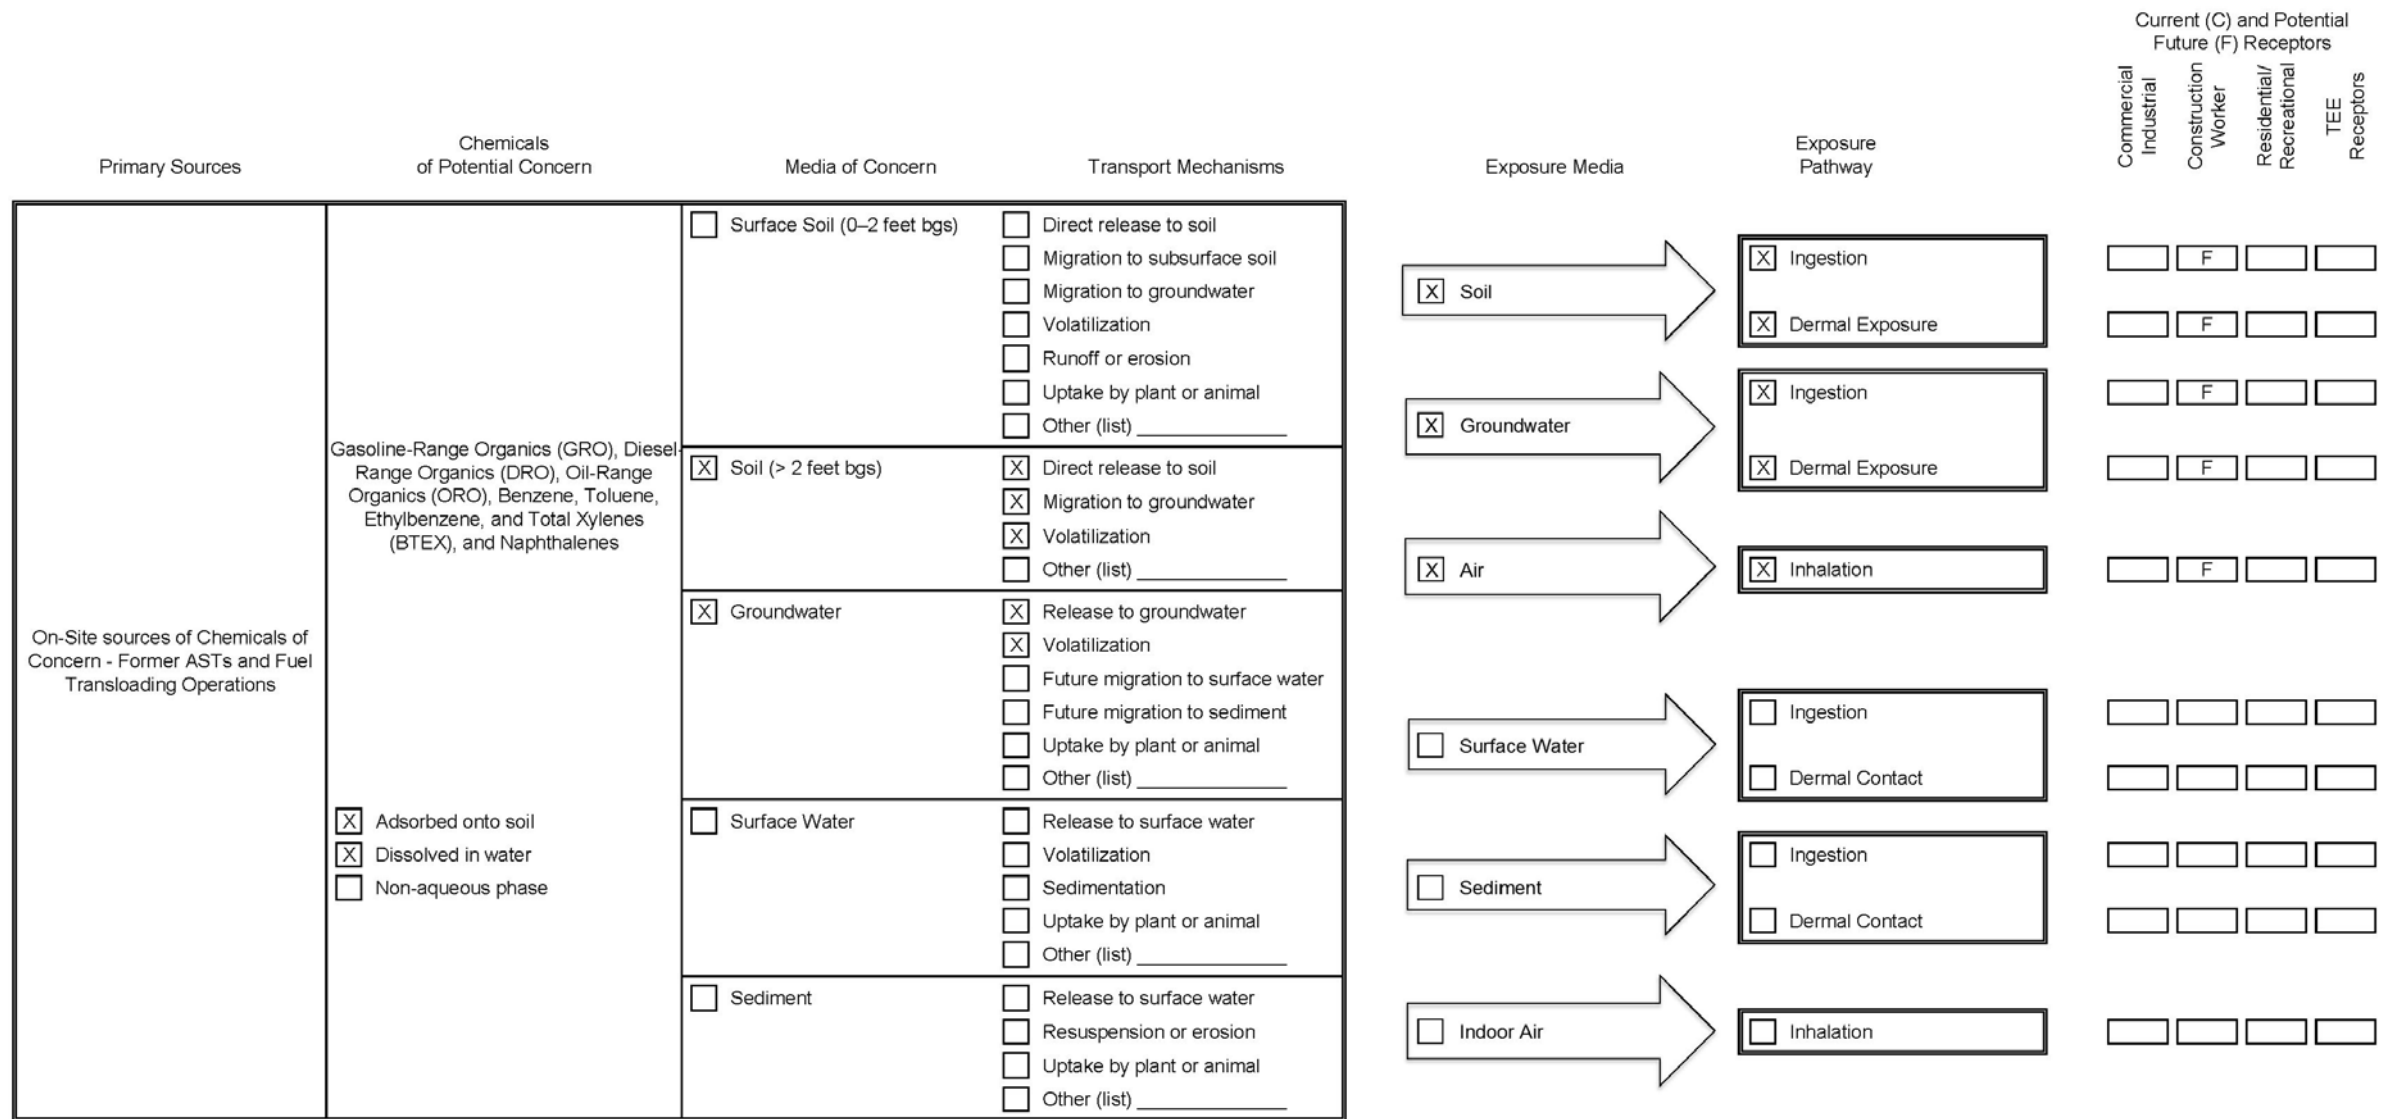 Current (C) and Potential
Future (F) Receptors
Commercial
Industrial
Construction
Worker
Residential/
Recreational
TEE
Receptors
Primary Sources
Chemicals
of Potential Concern
Media of Concern
Transport Mechanisms
Exposure Media
Exposure
Pathway
On-Site sources of Chemicals of
Concern - Former ASTs and Fuel
Transloading Operations
Gasoline-Range Organics (GRO), Diesel-
Range Organics (DRO), Oil-Range
Organics (ORO), Benzene, Toluene,
Ethylbenzene, and Total Xylenes
(BTEX), and Naphthalenes
X Adsorbed onto soil
X Dissolved in water
Non-aqueous phase
Surface Soil (0–2 feet bgs)
Direct release to soil
Migration to subsurface soil
Migration to groundwater
Volatilization
Runoff or erosion
Uptake by plant or animal
Other (list)
X Soil (> 2 feet bgs)
X Direct release to soil
X Migration to groundwater
X Volatilization
Other (list)
X Groundwater
X Release to groundwater
X Volatilization
Future migration to surface water
Future migration to sediment
Uptake by plant or animal
Other (list)
Surface Water
Release to surface water
Volatilization
Sedimentation
Uptake by plant or animal
Other (list)
Sediment
Release to surface water
Resuspension or erosion
Uptake by plant or animal
Other (list)
X Soil
X Ingestion
F
X Dermal Exposure
F
X Groundwater
X Ingestion
F
X Dermal Exposure
F
X Air
X Inhalation
F
Surface Water
Ingestion
Dermal Contact
Sediment
Ingestion
Dermal Contact
Indoor Air
Inhalation